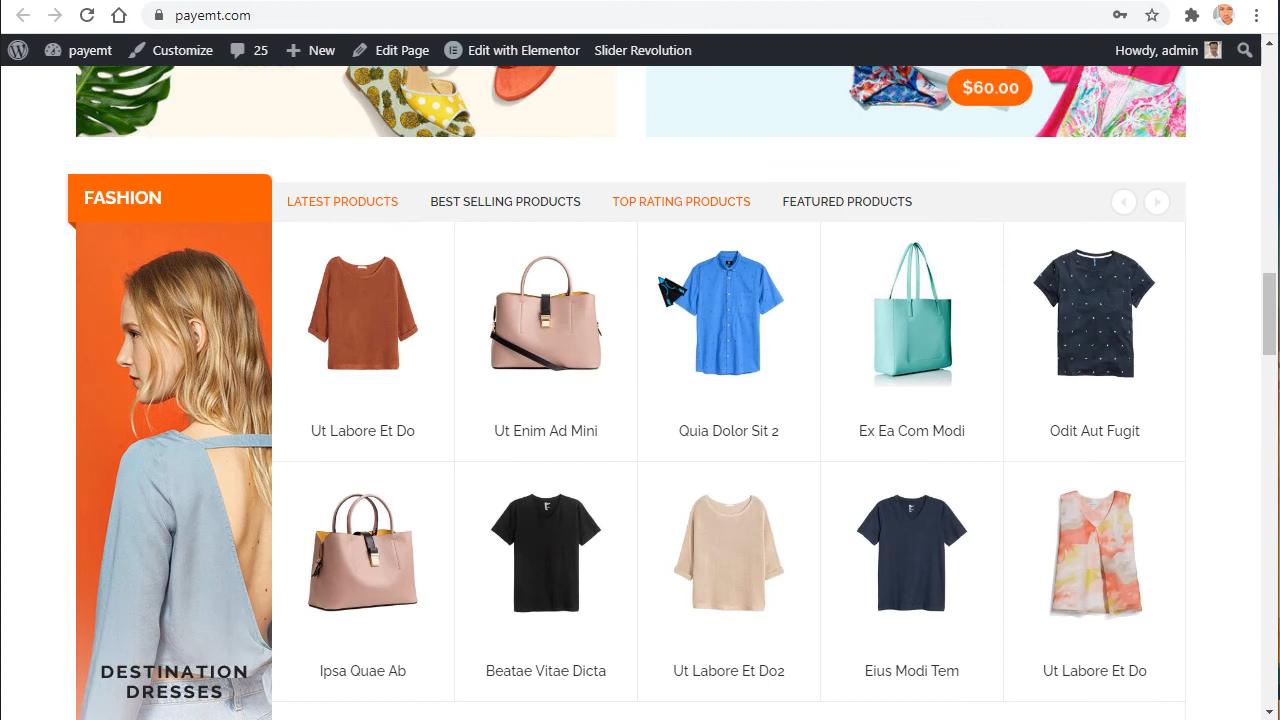 payemt.com
payemt Customize 25 New Edit Page Edit with Elementor Slider Revolution Howdy, admin
$60.00
FASHION
LATEST PRODUCTS BEST SELLING PRODUCTS TOP RATING PRODUCTS FEATURED PRODUCTS
Ut Labore Et Do Ut Enim Ad Mini Quia Dolor Sit 2 Ex Ea Com Modi Odit Aut Fugit
Ipsa Quae Ab Beatae Vitae Dicta Ut Labore Et Do2 Eius Modi Tem Ut Labore Et Do
DESTINATION
DRESSES